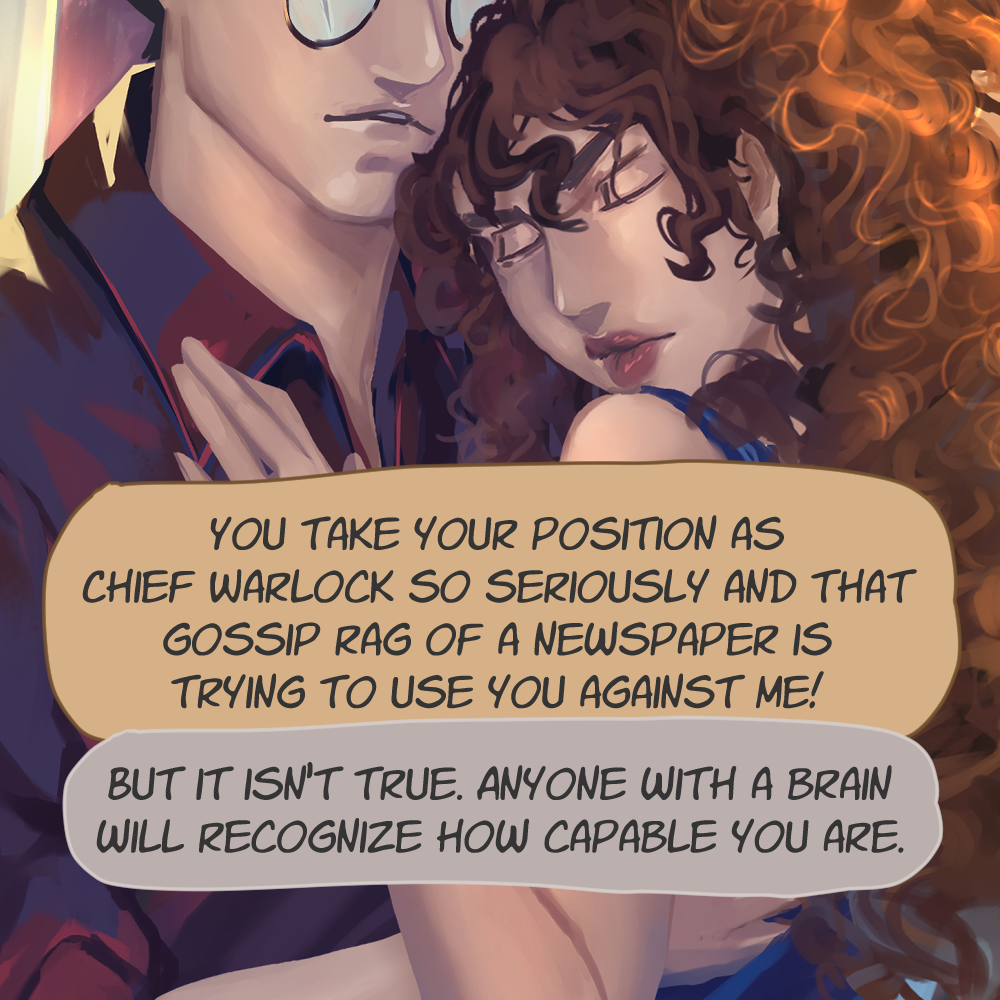 YOU TAKE YOUR POSITION AS
CHIEF WARLOCK SO SERIOUSLY AND THAT
GOSSIP RAG OF A NEWSPAPER IS
TRYING TO USE YOU AGAINST ME!
BUT IT ISN'T TRUE. ANYONE WITH A BRAIN
WILL RECOGNIZE HOW CAPABLE YOU ARE.